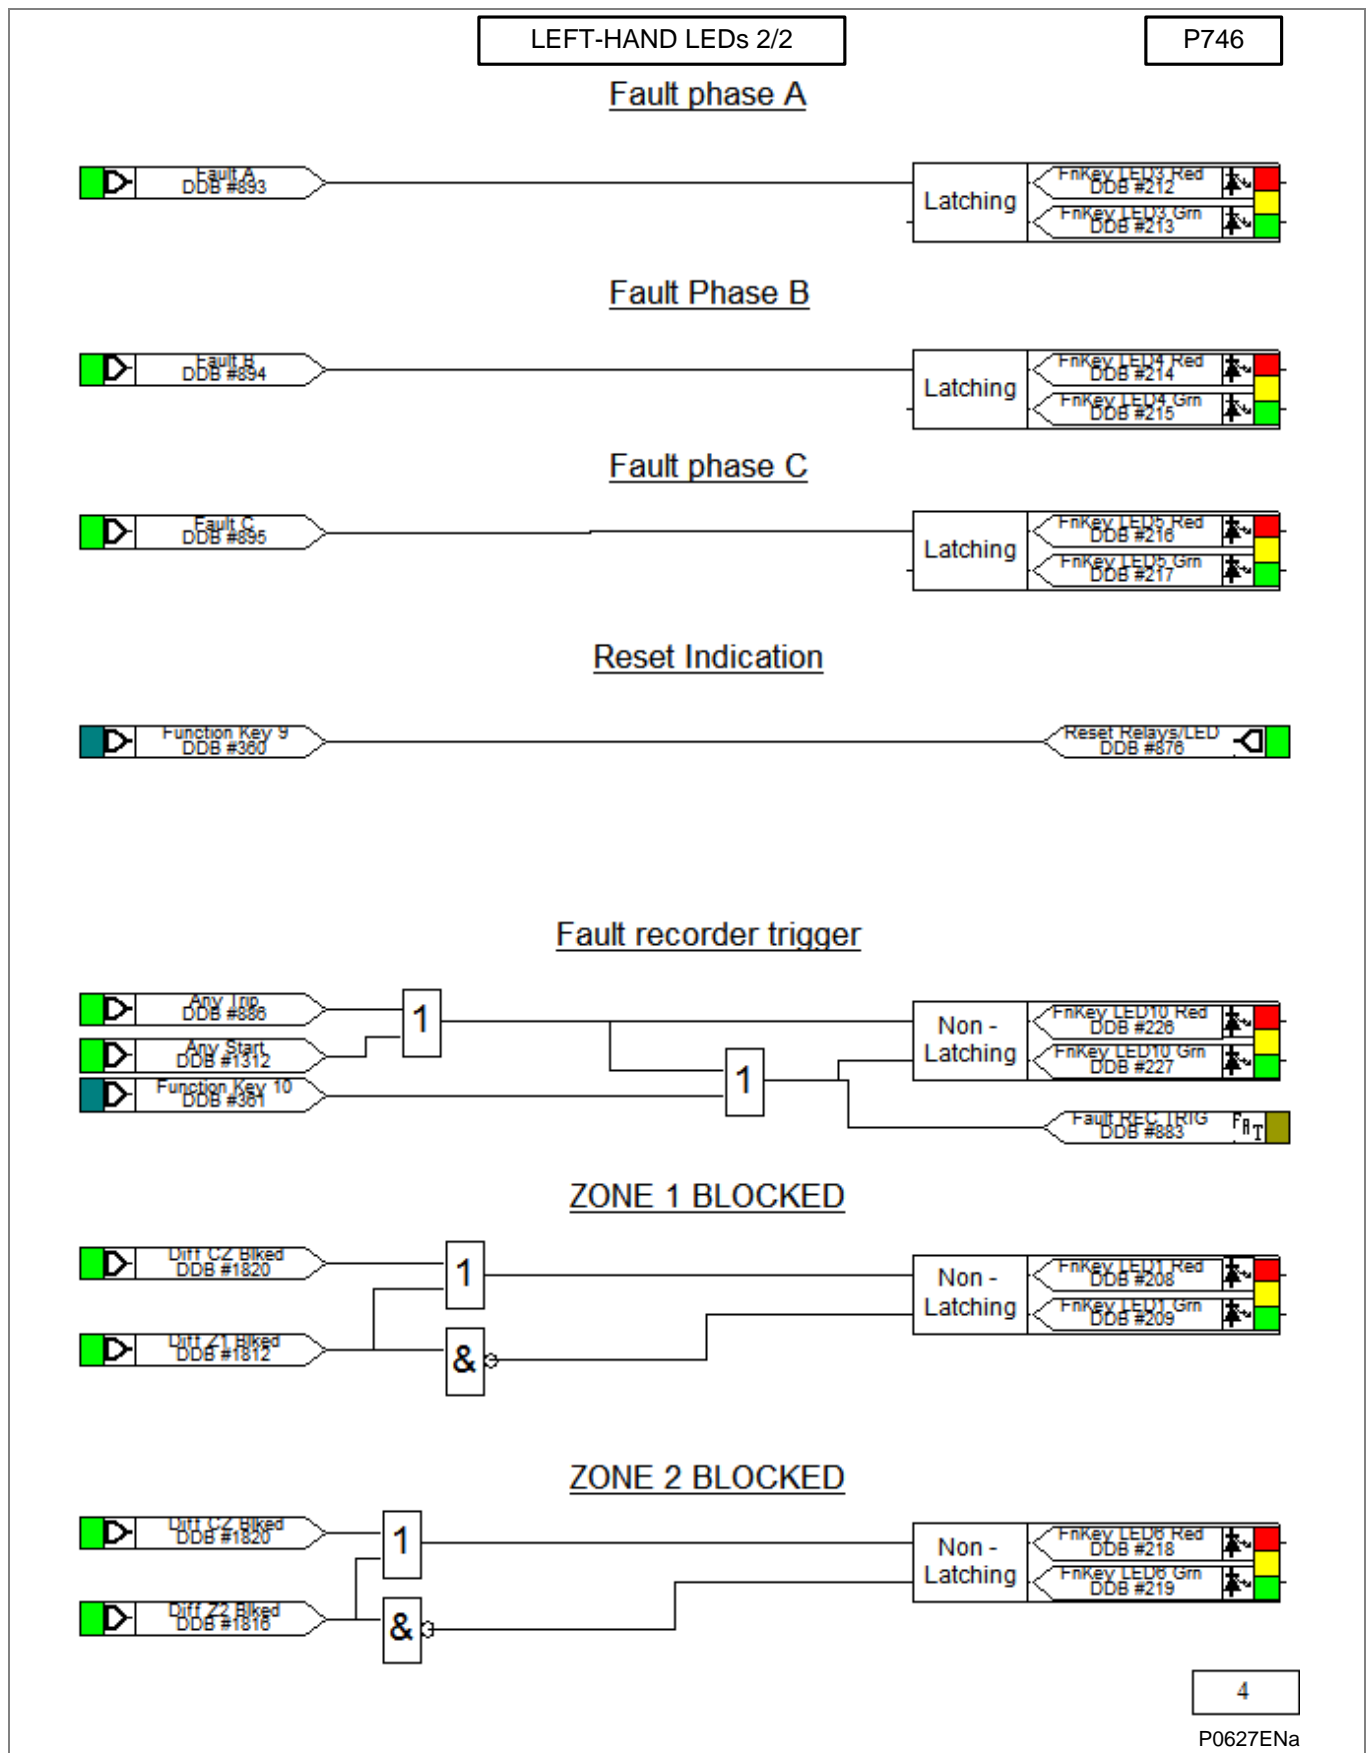 LEFT-HAND LEDs 2/2
P746
Fault phase A
Fault A
DDB #893
Latching
FnKey LED3 Red
DDB #212
FnKey LED3 Grn
DDB #213
Fault Phase B
Fault B
DDB #894
Latching
FnKey LED4 Red
DDB #214
FnKey LED4 Grn
DDB #215
Fault phase C
Fault C
DDB #895
Latching
FnKey LED5 Red
DDB #216
FnKey LED5 Grn
DDB #217
Reset Indication
Function Key 9
DDB #360
Reset Relays/LED
DDB #876
Fault recorder trigger
Any Trip
DDB #886
Any Start
DDB #1312
Function Key 10
DDB #361
1
1
Non -
Latching
FnKey LED10 Red
DDB #226
FnKey LED10 Grn
DDB #227
Fault REC TRIG
DDB #883
FRT
ZONE 1 BLOCKED
Diff CZ Blked
DDB #1820
Diff Z1 Blked
DDB #1812
1
&
Non -
Latching
FnKey LED1 Red
DDB #208
FnKey LED1 Grn
DDB #209
ZONE 2 BLOCKED
Diff CZ Blked
DDB #1820
Diff Z2 Blked
DDB #1816
1
&
Non -
Latching
FnKey LED6 Red
DDB #218
FnKey LED6 Grn
DDB #219
4
P0627ENa